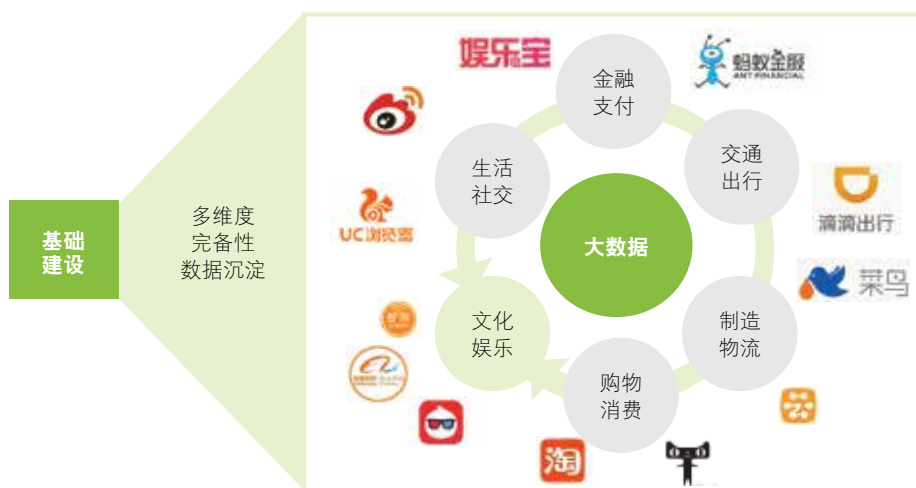 基础
建设
多维度
完备性
数据沉淀
娱乐宝
蚂蚁金服
ANT FINANCIAL
金融
支付
生活
社交
交通
出行
大数据
UC浏览器
滴滴出行
菜鸟
文化
娱乐
制造
物流
购物
消费
淘